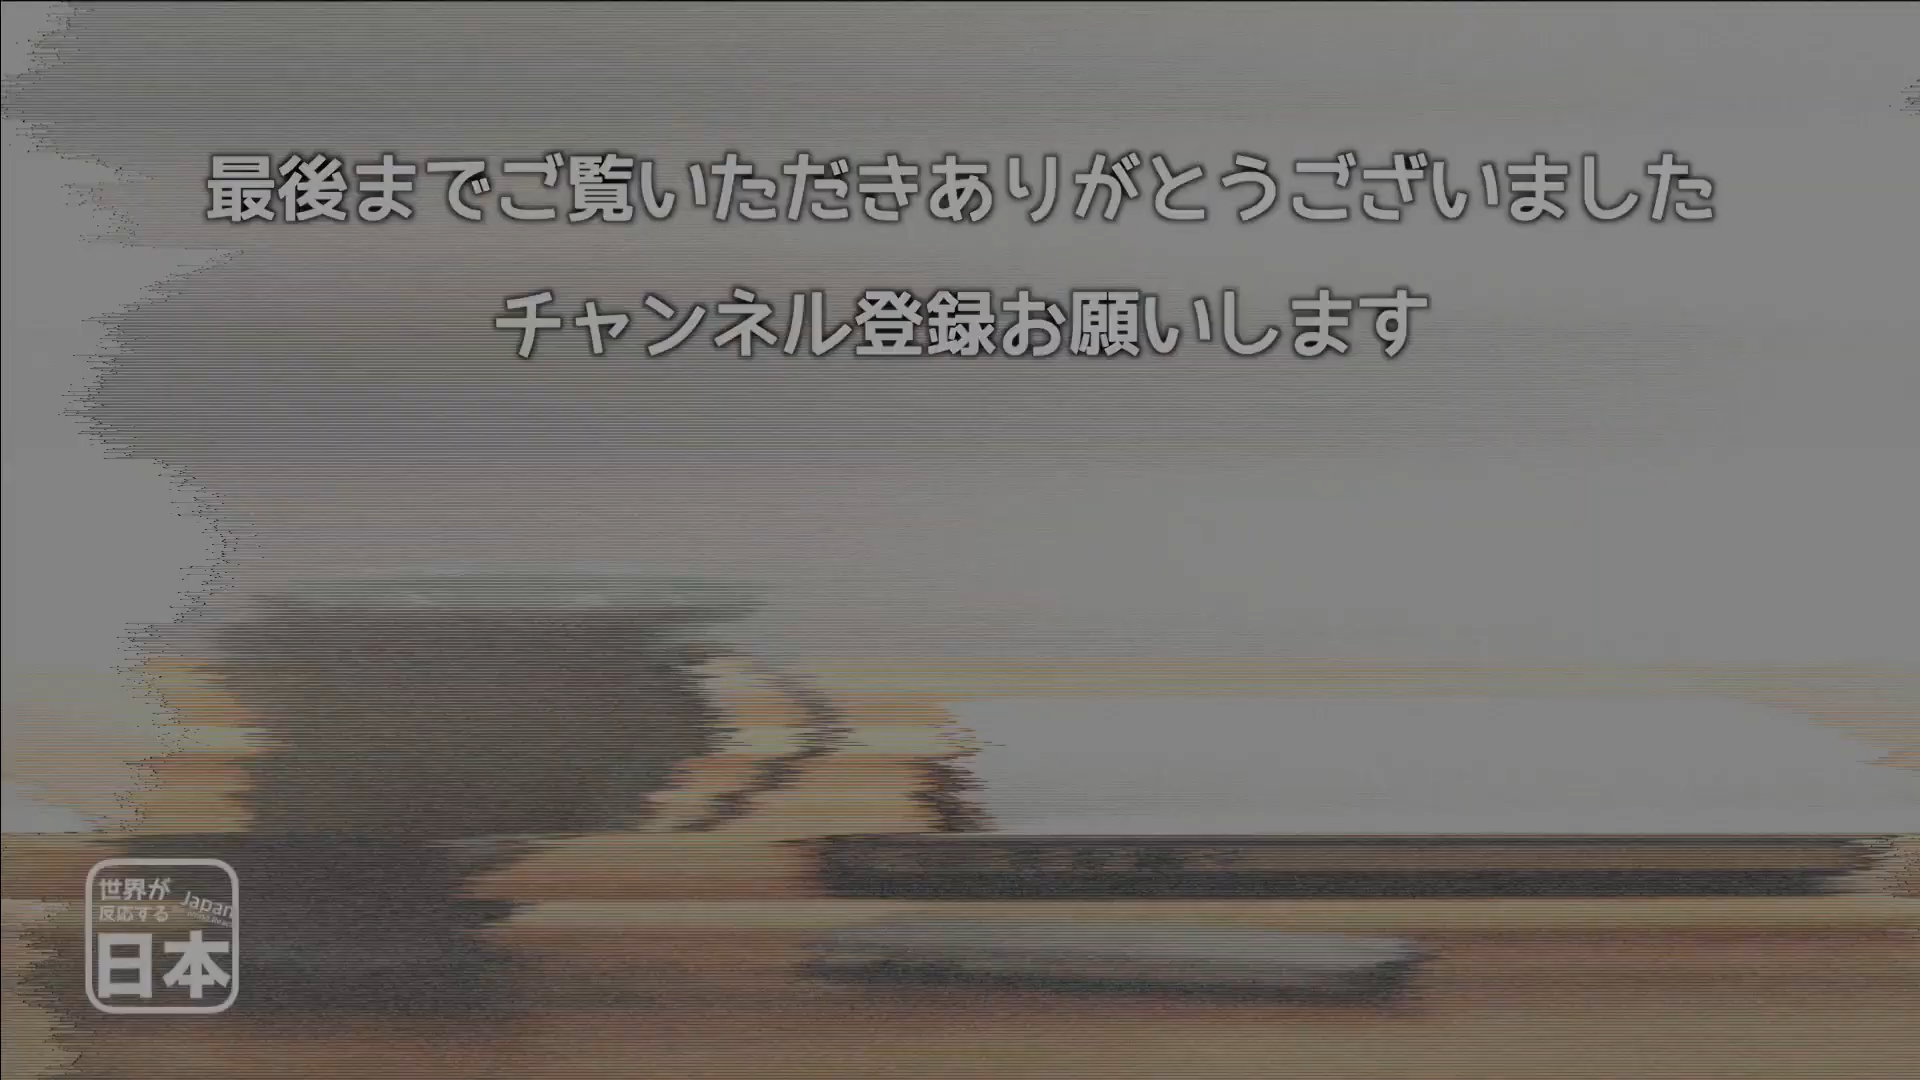 最後までご覧いただきありがとうございました
チャンネル登録お願いします
世界が
反応する
Japan
日本